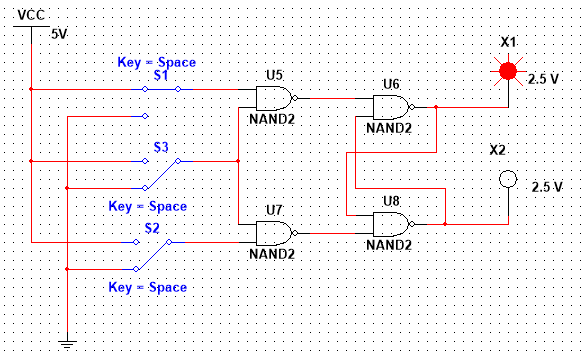 VCC
5V
Key = Space
S1
U5
NAND2
U6
NAND2
X1
2.5 V
S3
Key = Space
X2
2.5 V
U7
NAND2
U8
NAND2
S2
Key = Space